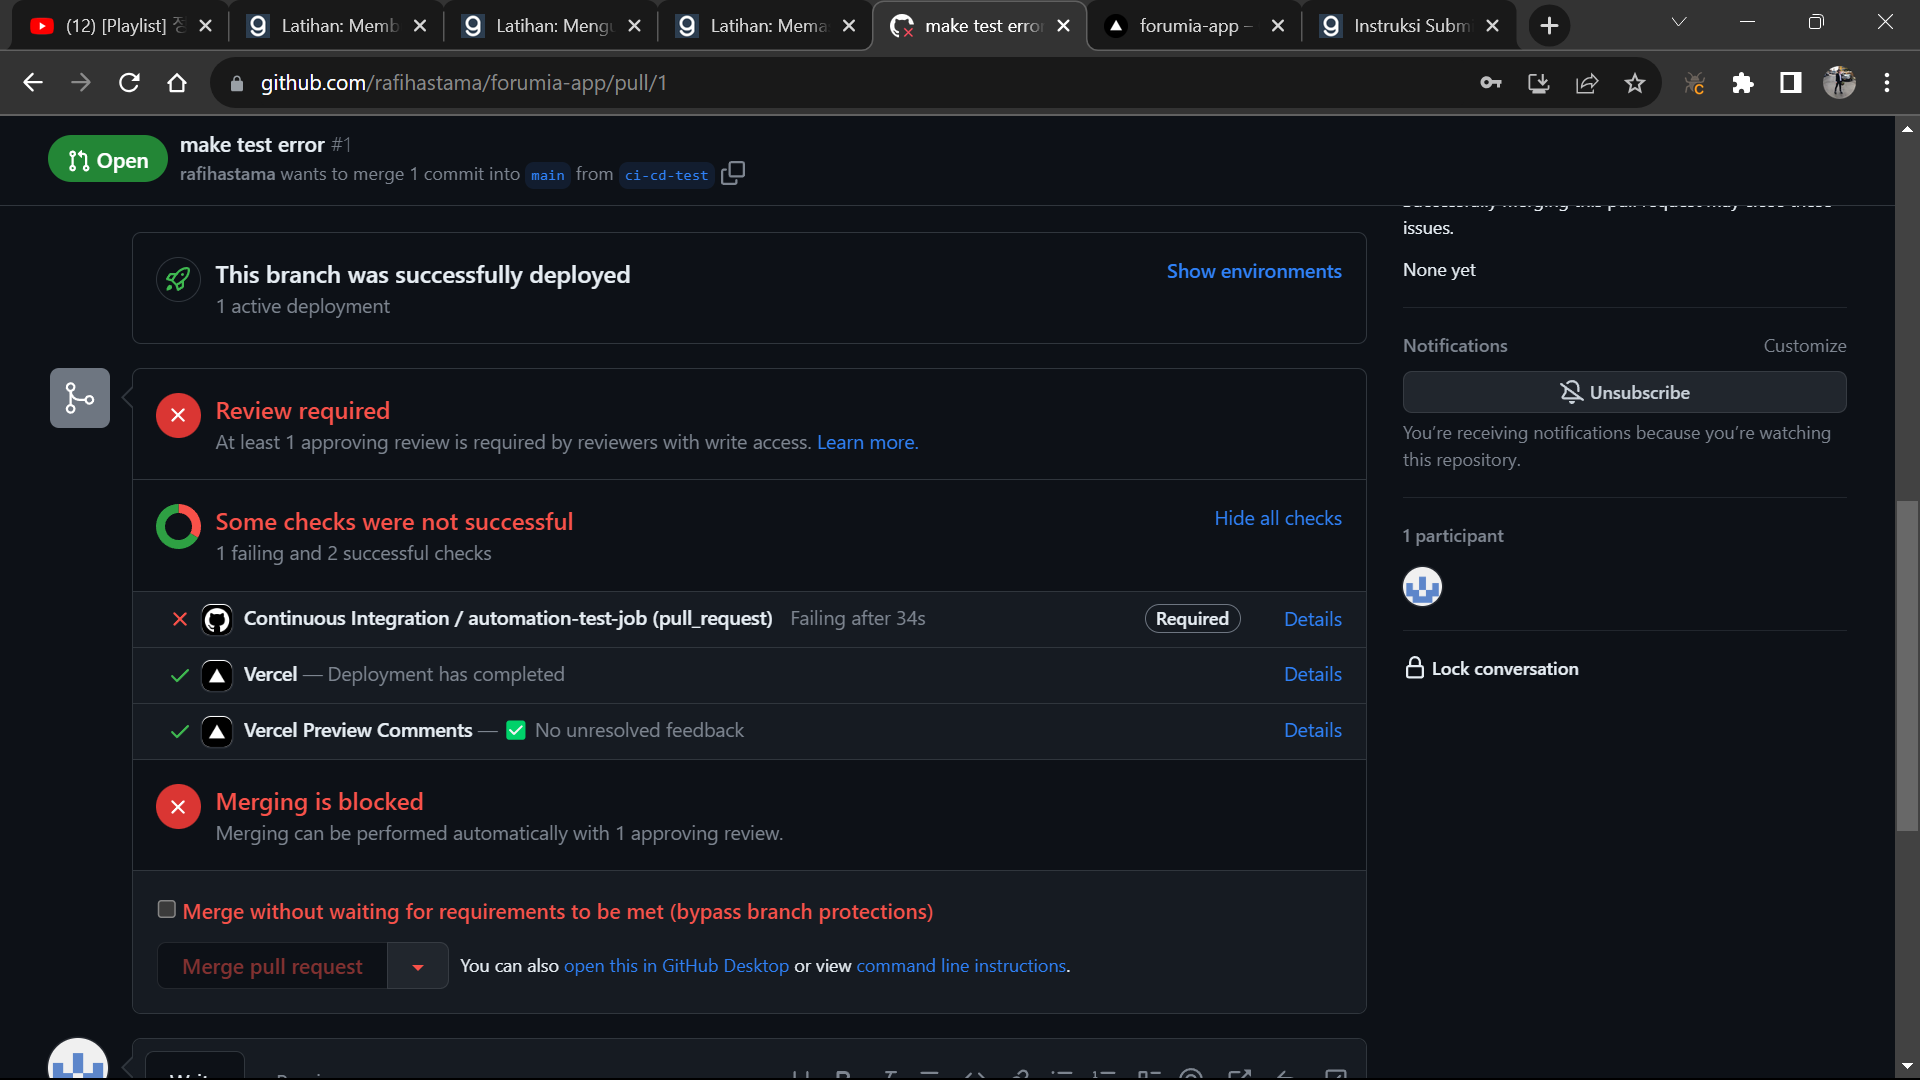 (12) [Playlist]
Latihan: Memb
Latihan: Meng
Latihan: Mema
make test erro
forumia-app –
Instruksi Subm
github.com/rafihastama/forumia-app/pull/1
Open
make test error #1
rafihastama wants to merge 1 commit into main from ci-cd-test
issues.
None yet
This branch was successfully deployed
1 active deployment
Show environments
Notifications
Customize
Unsubscribe
You're receiving notifications because you're watching
this repository.
Review required
At least 1 approving review is required by reviewers with write access. Learn more.
Some checks were not successful
1 failing and 2 successful checks
Hide all checks
1 participant
Continuous Integration / automation-test-job (pull_request) Failing after 34s
Required
Details
Vercel — Deployment has completed
Details
Vercel Preview Comments — ✅ No unresolved feedback
Details
Lock conversation
Merging is blocked
Merging can be performed automatically with 1 approving review.
Merge without waiting for requirements to be met (bypass branch protections)
Merge pull request
You can also open this in GitHub Desktop or view command line instructions.